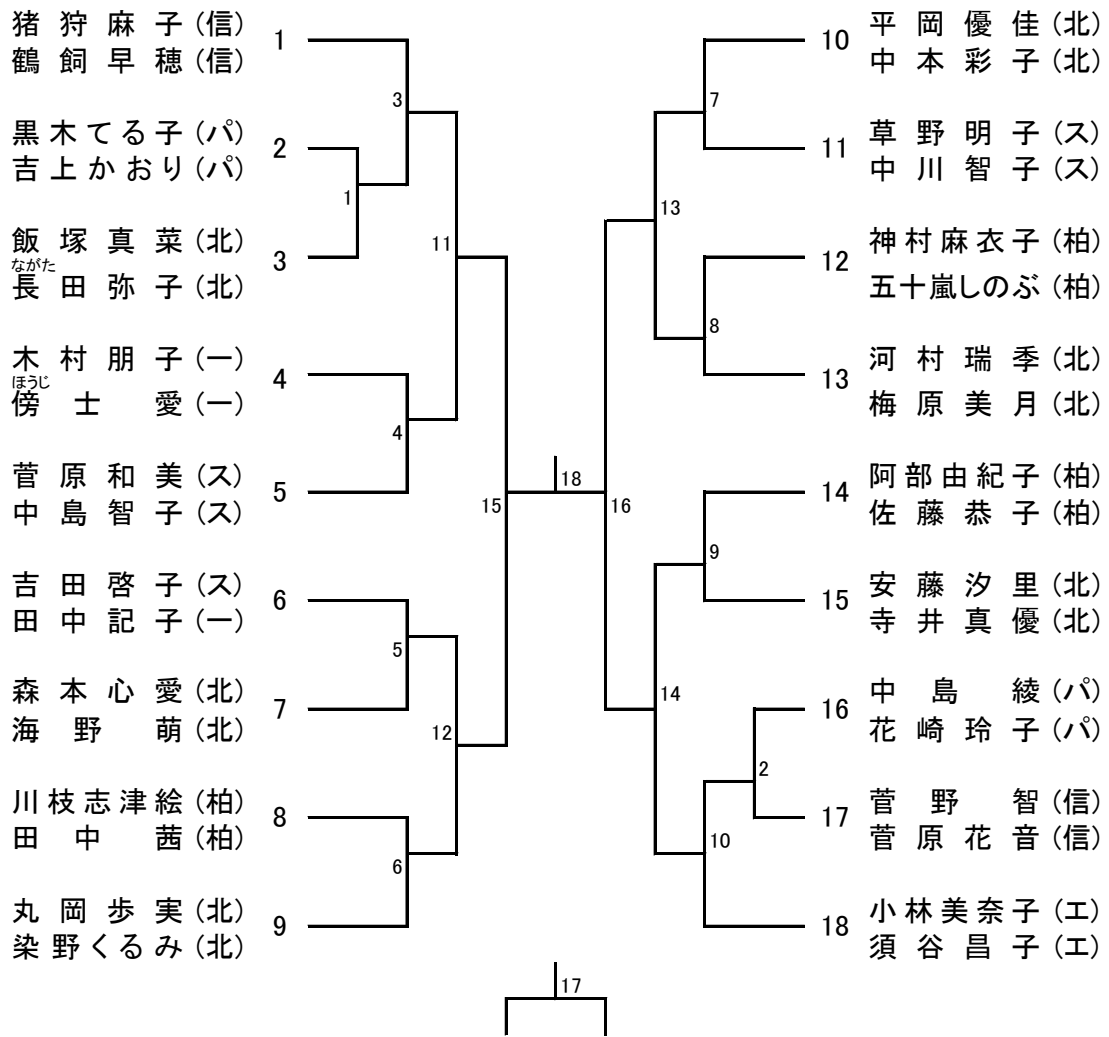 猪狩麻子(信)
鶴飼早穂(信)
1
黒木てる子(パ)
吉上かおり(パ)
2
飯塚真菜(北)
ながた
長田弥子(北)
3
木村朋子(一)
ほうじ
傍士愛(一)
4
菅原和美(ス)
中島智子(ス)
5
吉田啓子(ス)
田中記子(一)
6
森本心愛(北)
海野萌(北)
7
川枝志津絵(柏)
田中茜(柏)
8
丸岡歩実(北)
染野くるみ(北)
9
3
1
11
4
15
5
12
6
18
17
16
7
13
8
9
14
2
10
10
平岡優佳(北)
中本彩子(北)
11
草野明子(ス)
中川智子(ス)
12
神村麻衣子(柏)
五十嵐しのぶ(柏)
13
河村瑞季(北)
梅原美月(北)
14
阿部由紀子(柏)
佐藤恭子(柏)
15
安藤汐里(北)
寺井真優(北)
16
中島綾(パ)
花崎玲子(パ)
17
菅野智(信)
菅原花音(信)
18
小林美奈子(エ)
須谷昌子(エ)